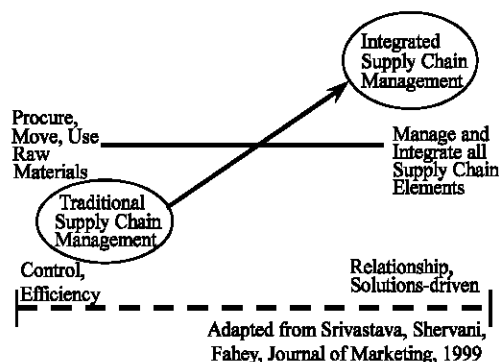 Integrated
Supply Chain
Management
Procure,
Move, Use
Raw
Materials
Manage and
Integrate all
Supply Chain
Elements
Traditional
Supply Chain
Management
Control,
Efficiency
Relationship,
Solutions-driven
Adapted from Srivastava, Shervani,
Fahey, Journal of Marketing, 1999